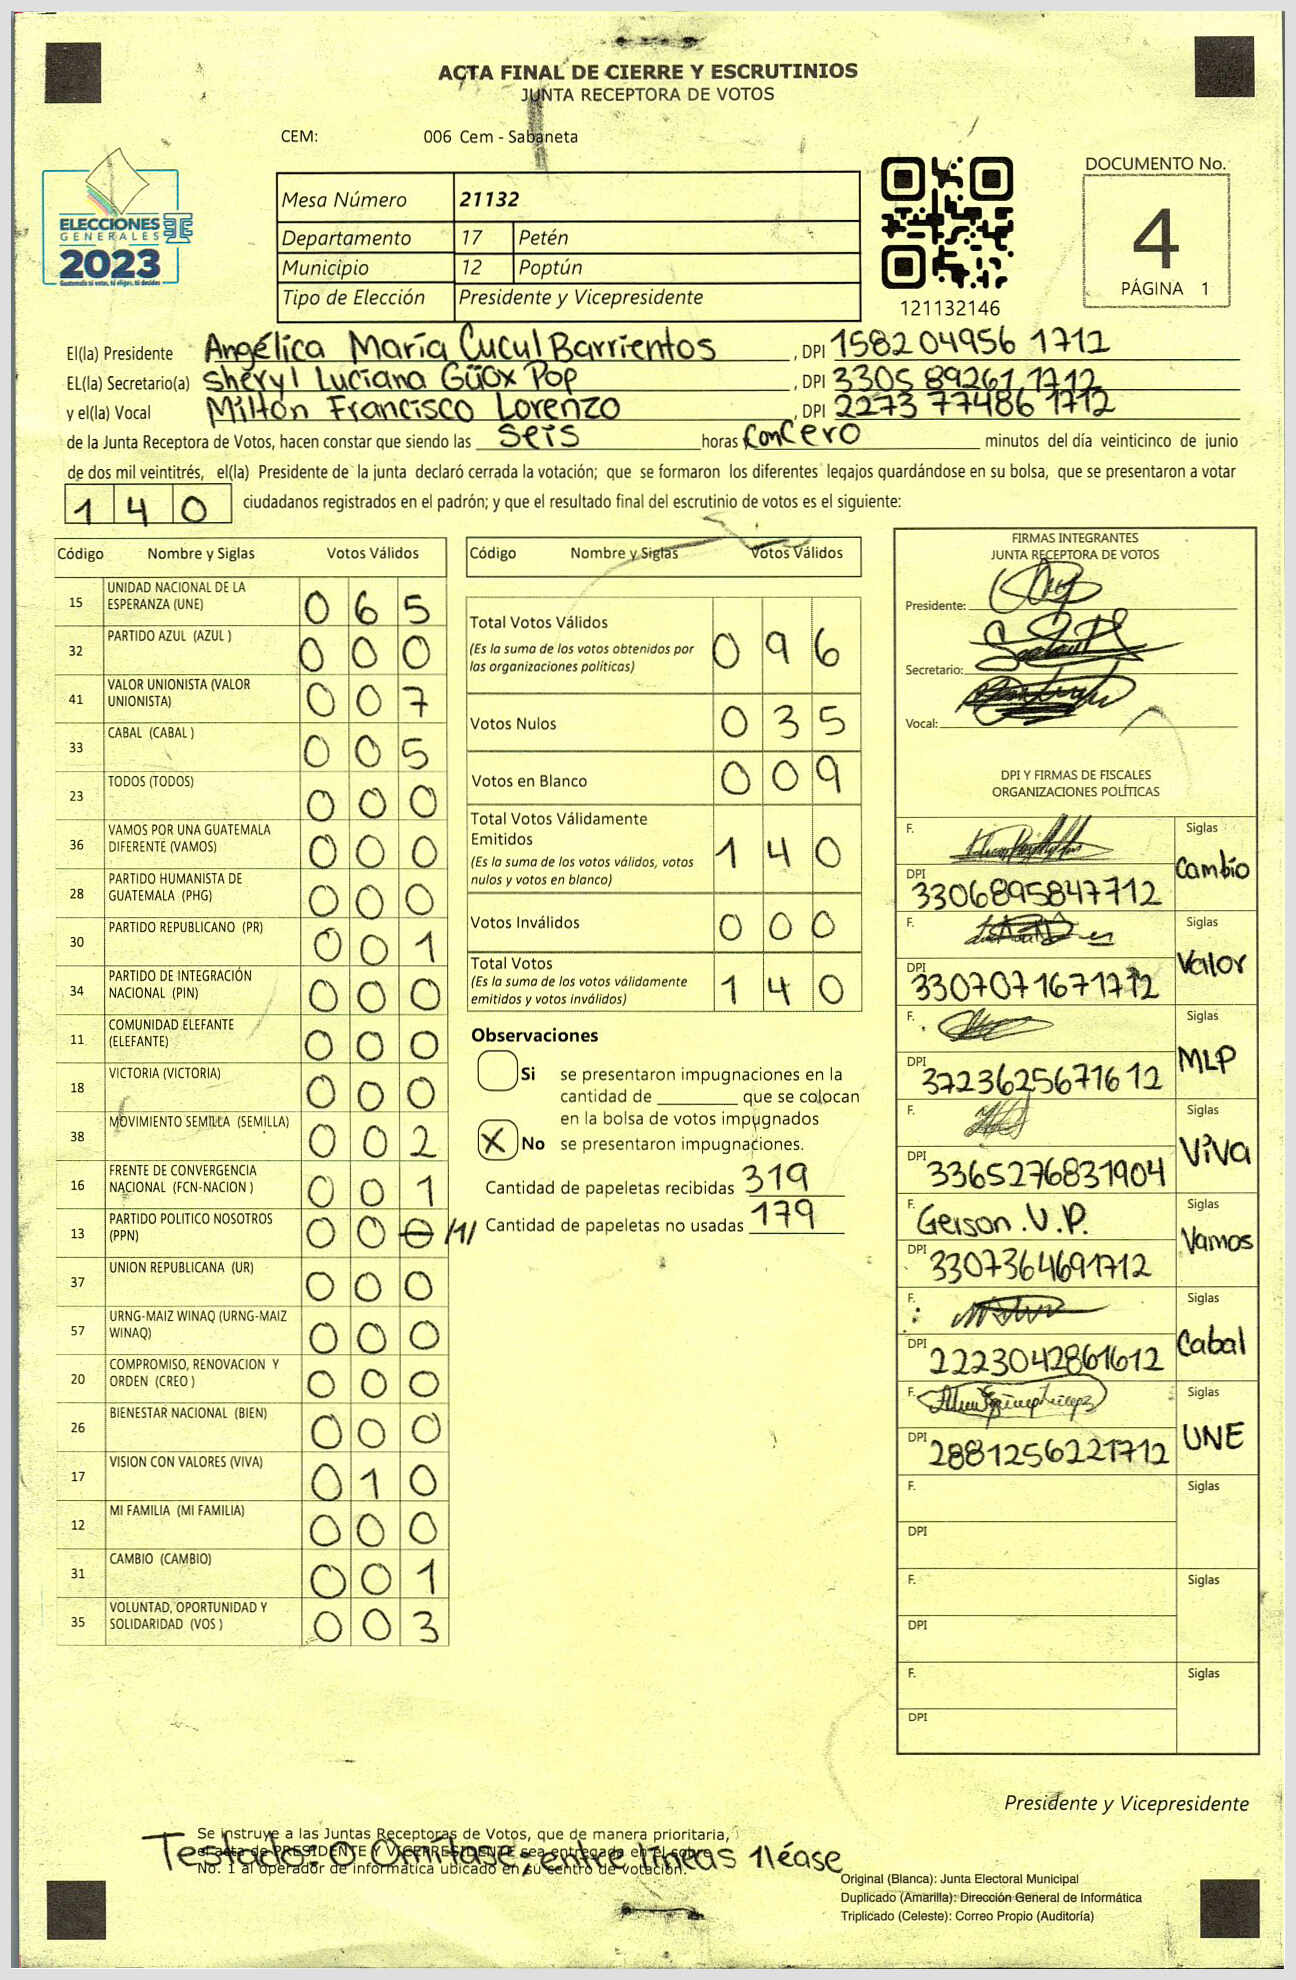 ACTA FINAL DE CIERRE Y ESCRUTINIOS
JUNTA RECEPTORA DE VOTOS
CEM: 006 Cem - Sabaneta
ELECCIONES
GENERALES
2023
Guatemala tú votas, tú eliges, tú decides
Mesa Número 21132
Departamento 17 Petén
Municipio 12 Poptún
Tipo de Elección Presidente y Vicepresidente
121132146
DOCUMENTO No.
4
PÁGINA 1
El(la) Presidente Angélica María Cucul Barrientos, DPI 1582 04956 1712
EL(la) Secretario(a) Sheryl Luciana Güox Pop, DPI 3305 89261 1712
y el(la) Vocal Milton Francisco Lorenzo, DPI 2273 77486 1712
de la Junta Receptora de Votos, hacen constar que siendo las seis horas Con Cero minutos del día veinticinco de junio
de dos mil veintitrés, el(la) Presidente de la junta declaró cerrada la votación; que se formaron los diferentes legajos guardándose en su bolsa, que se presentaron a votar
1 4 0 ciudadanos registrados en el padrón; y que el resultado final del escrutinio de votos es el siguiente:
Código Nombre y Siglas Votos Válidos
15 UNIDAD NACIONAL DE LA ESPERANZA (UNE) 0 6 5
32 PARTIDO AZUL (AZUL ) 0 0 0
41 VALOR UNIONISTA (VALOR UNIONISTA) 0 0 7
33 CABAL (CABAL ) 0 0 5
23 TODOS (TODOS) 0 0 0
36 VAMOS POR UNA GUATEMALA DIFERENTE (VAMOS) 0 0 0
28 PARTIDO HUMANISTA DE GUATEMALA (PHG) 0 0 0
30 PARTIDO REPUBLICANO (PR) 0 0 1
34 PARTIDO DE INTEGRACIÓN NACIONAL (PIN) 0 0 0
11 COMUNIDAD ELEFANTE (ELEFANTE) 0 0 0
18 VICTORIA (VICTORIA) 0 0 0
38 MOVIMIENTO SEMILLA (SEMILLA) 0 0 2
16 FRENTE DE CONVERGENCIA NACIONAL (FCN-NACION ) 0 0 1
13 PARTIDO POLITICO NOSOTROS (PPN) 0 0 0 /1/
37 UNION REPUBLICANA (UR) 0 0 0
57 URNG-MAIZ WINAQ (URNG-MAIZ WINAQ) 0 0 0
20 COMPROMISO, RENOVACION Y ORDEN (CREO ) 0 0 0
26 BIENESTAR NACIONAL (BIEN) 0 0 0
17 VISION CON VALORES (VIVA) 0 1 0
12 MI FAMILIA (MI FAMILIA) 0 0 0
31 CAMBIO (CAMBIO) 0 0 1
35 VOLUNTAD, OPORTUNIDAD Y SOLIDARIDAD (VOS ) 0 0 3
Código Nombre y Siglas Votos Válidos
Total Votos Válidos 0 9 6
(Es la suma de los votos obtenidos por
las organizaciones políticas)
Votos Nulos 0 3 5
Votos en Blanco 0 0 9
Total Votos Válidamente
Emitidos 1 4 0
(Es la suma de los votos válidos, votos
nulos y votos en blanco)
Votos Inválidos 0 0 0
Total Votos 1 4 0
(Es la suma de los votos válidamente
emitidos y votos inválidos)
Observaciones
Si se presentaron impugnaciones en la
cantidad de ________ que se colocan
en la bolsa de votos impugnados
X No se presentaron impugnaciones.
Cantidad de papeletas recibidas 319
Cantidad de papeletas no usadas 179
FIRMAS INTEGRANTES
JUNTA RECEPTORA DE VOTOS
Presidente:
Secretario:
Vocal:
DPI Y FIRMAS DE FISCALES
ORGANIZACIONES POLÍTICAS
F. Siglas
DPI 3306895847712 Cambio
F. Siglas
DPI 3307071671712 Valor
F. Siglas
DPI 3723625671612 MLP
F. Siglas
DPI 3365276831904 ViVa
F. Geison .V.P. Siglas
DPI 3307364691712 Vamos
F. Siglas
DPI 2223042861612 Cabal
F. Siglas
DPI 2881256221712 UNE
F. Siglas
DPI
F. Siglas
DPI
F. Siglas
DPI
Presidente y Vicepresidente
Se instruye a las Juntas Receptoras de Votos, que de manera prioritaria,
el acta de PRESIDENTE Y VICEPRESIDENTE sea entregada en el sobre
No. 1 al operador de informática ubicado en su centro de votación.
Testado: 0 Omítase; entre líneas 1 léase
Original (Blanca): Junta Electoral Municipal
Duplicado (Amarilla): Dirección General de Informática
Triplicado (Celeste): Correo Propio (Auditoría)